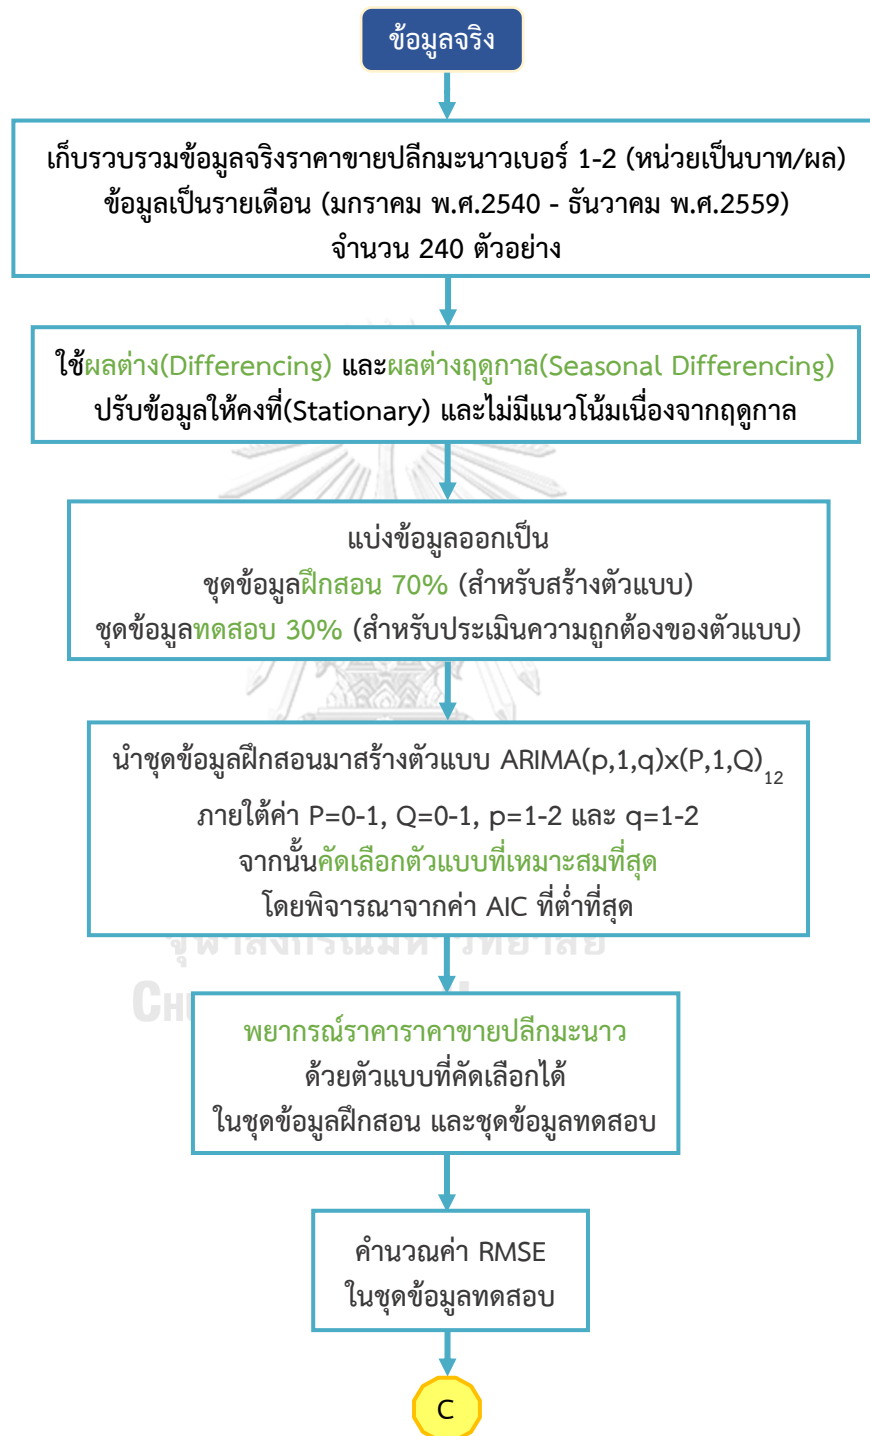 ข้อมูลจริง
เก็บรวบรวมข้อมูลจริงราคาขายปลีกมะนาวเบอร์ 1-2 (หน่วยเป็นบาท/ผล)
ข้อมูลเป็นรายเดือน (มกราคม พ.ศ.2540 - ธันวาคม พ.ศ.2559)
จำนวน 240 ตัวอย่าง
ใช้ผลต่าง(Differencing) และผลต่างฤดูกาล(Seasonal Differencing)
ปรับข้อมูลให้คงที่(Stationary) และไม่มีแนวโน้มเนื่องจากฤดูกาล
แบ่งข้อมูลออกเป็น
ชุดข้อมูลฝึกสอน 70% (สำหรับสร้างตัวแบบ)
ชุดข้อมูลทดสอบ 30% (สำหรับประเมินความถูกต้องของตัวแบบ)
นำชุดข้อมูลฝึกสอนมาสร้างตัวแบบ ARIMA(p,1,q)x(P,1,Q)12
ภายใต้ค่า P=0-1, Q=0-1, p=1-2 และ q=1-2
จากนั้นคัดเลือกตัวแบบที่เหมาะสมที่สุด
โดยพิจารณาจากค่า AIC ที่ต่ำที่สุด
พยากรณ์ราคาราคาขายปลีกมะนาว
ด้วยตัวแบบที่คัดเลือกได้
ในชุดข้อมูลฝึกสอน และชุดข้อมูลทดสอบ
คำนวณค่า RMSE
ในชุดข้อมูลทดสอบ
C